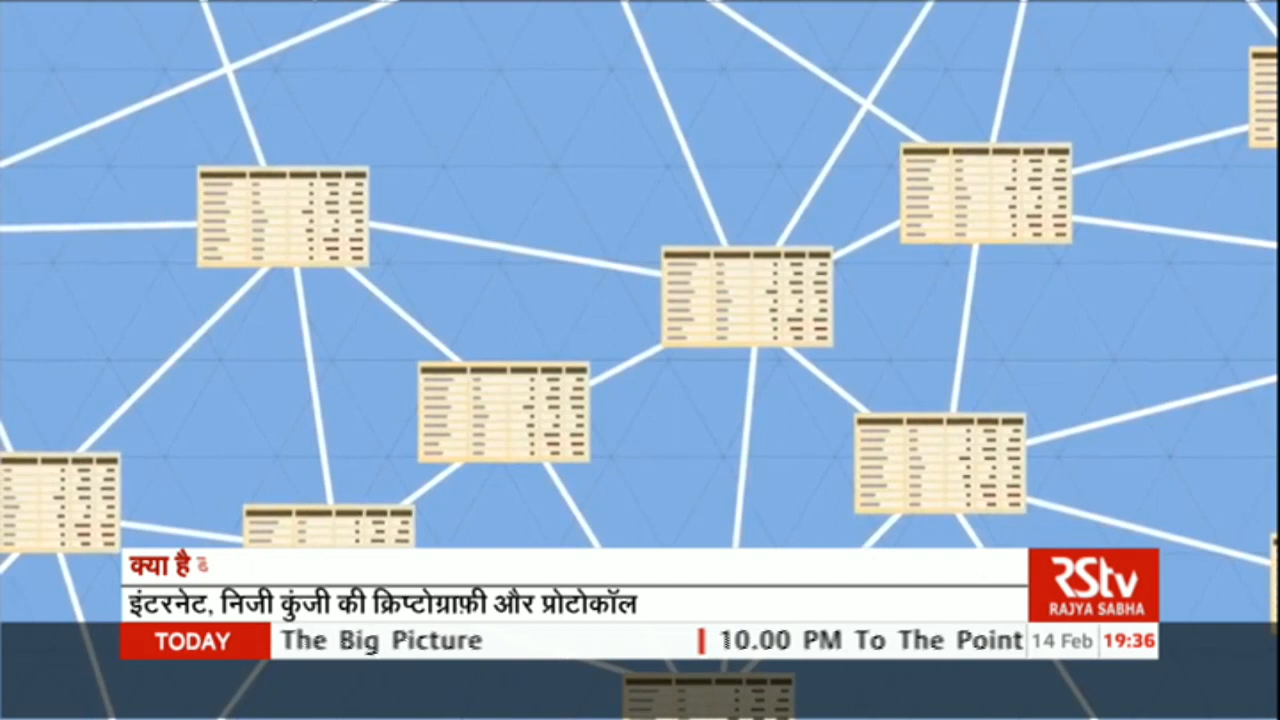 क्या है
इंटरनेट, निजी कुंजी की क्रिप्टोग्राफ़ी और प्रोटोकॉल
RStv
RAJYA SABHA
TODAY The Big Picture 10.00 PM To The Point 14 Feb 19:36